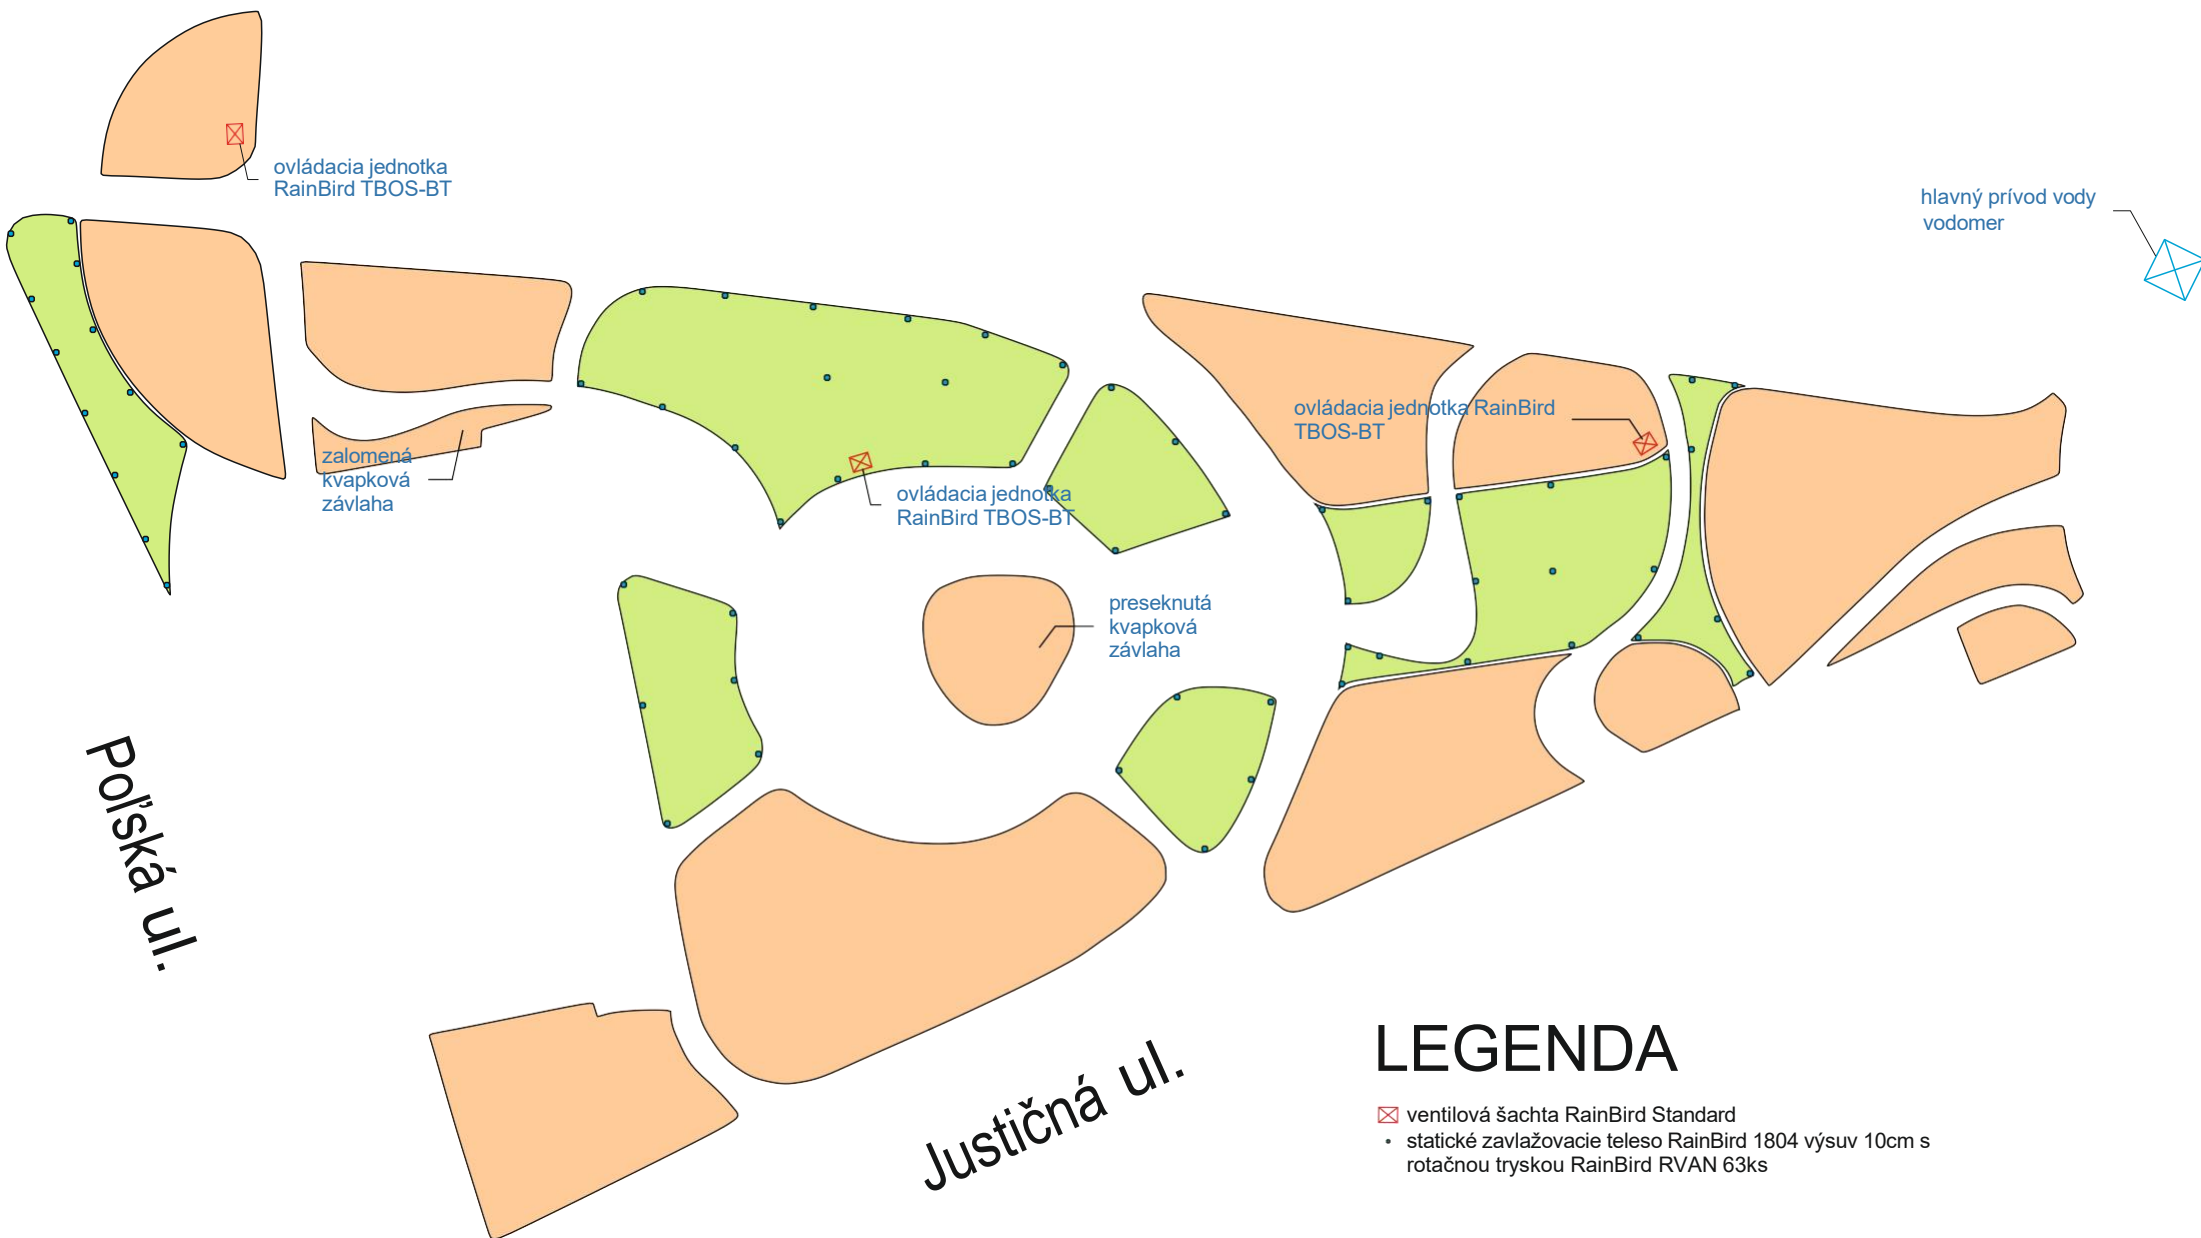 ovládacia jednotka
RainBird TBOS-BT
hlavný prívod vody
vodomer
ovládacia jednotka RainBird
TBOS-BT
zalomená
kvapková
závlaha
ovládacia jednotka
RainBird TBOS-BT
preseknutá
kvapková
závlaha
Poľská ul.
Justičná ul.
LEGENDA
ventilová šachta RainBird Standard
statické zavlažovacie teleso RainBird 1804 výsuv 10cm s
rotačnou tryskou RainBird RVAN 63ks